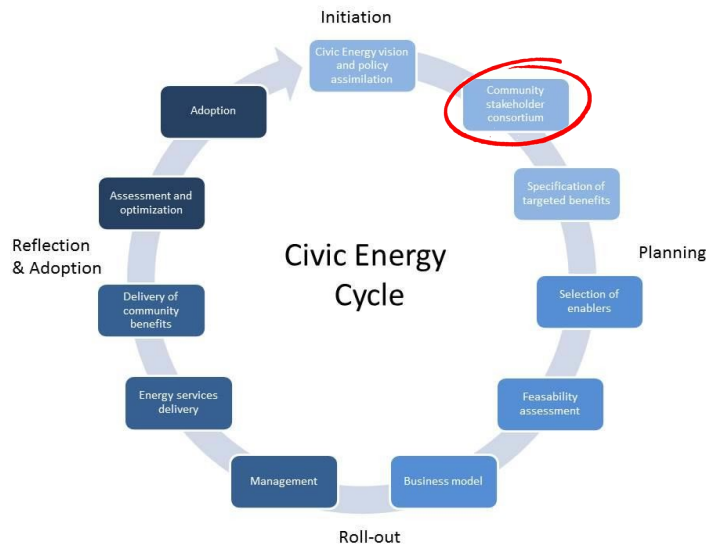 Initiation
Civic Energy vision
and policy
assimilation
Community
stakeholder
consortium
Specification of
targeted benefits
Planning
Selection of
enablers
Feasability
assessment
Business model
Roll-out
Management
Energy services
delivery
Delivery of
community
benefits
Reflection
& Adoption
Assessment and
optimization
Adoption
Civic Energy
Cycle